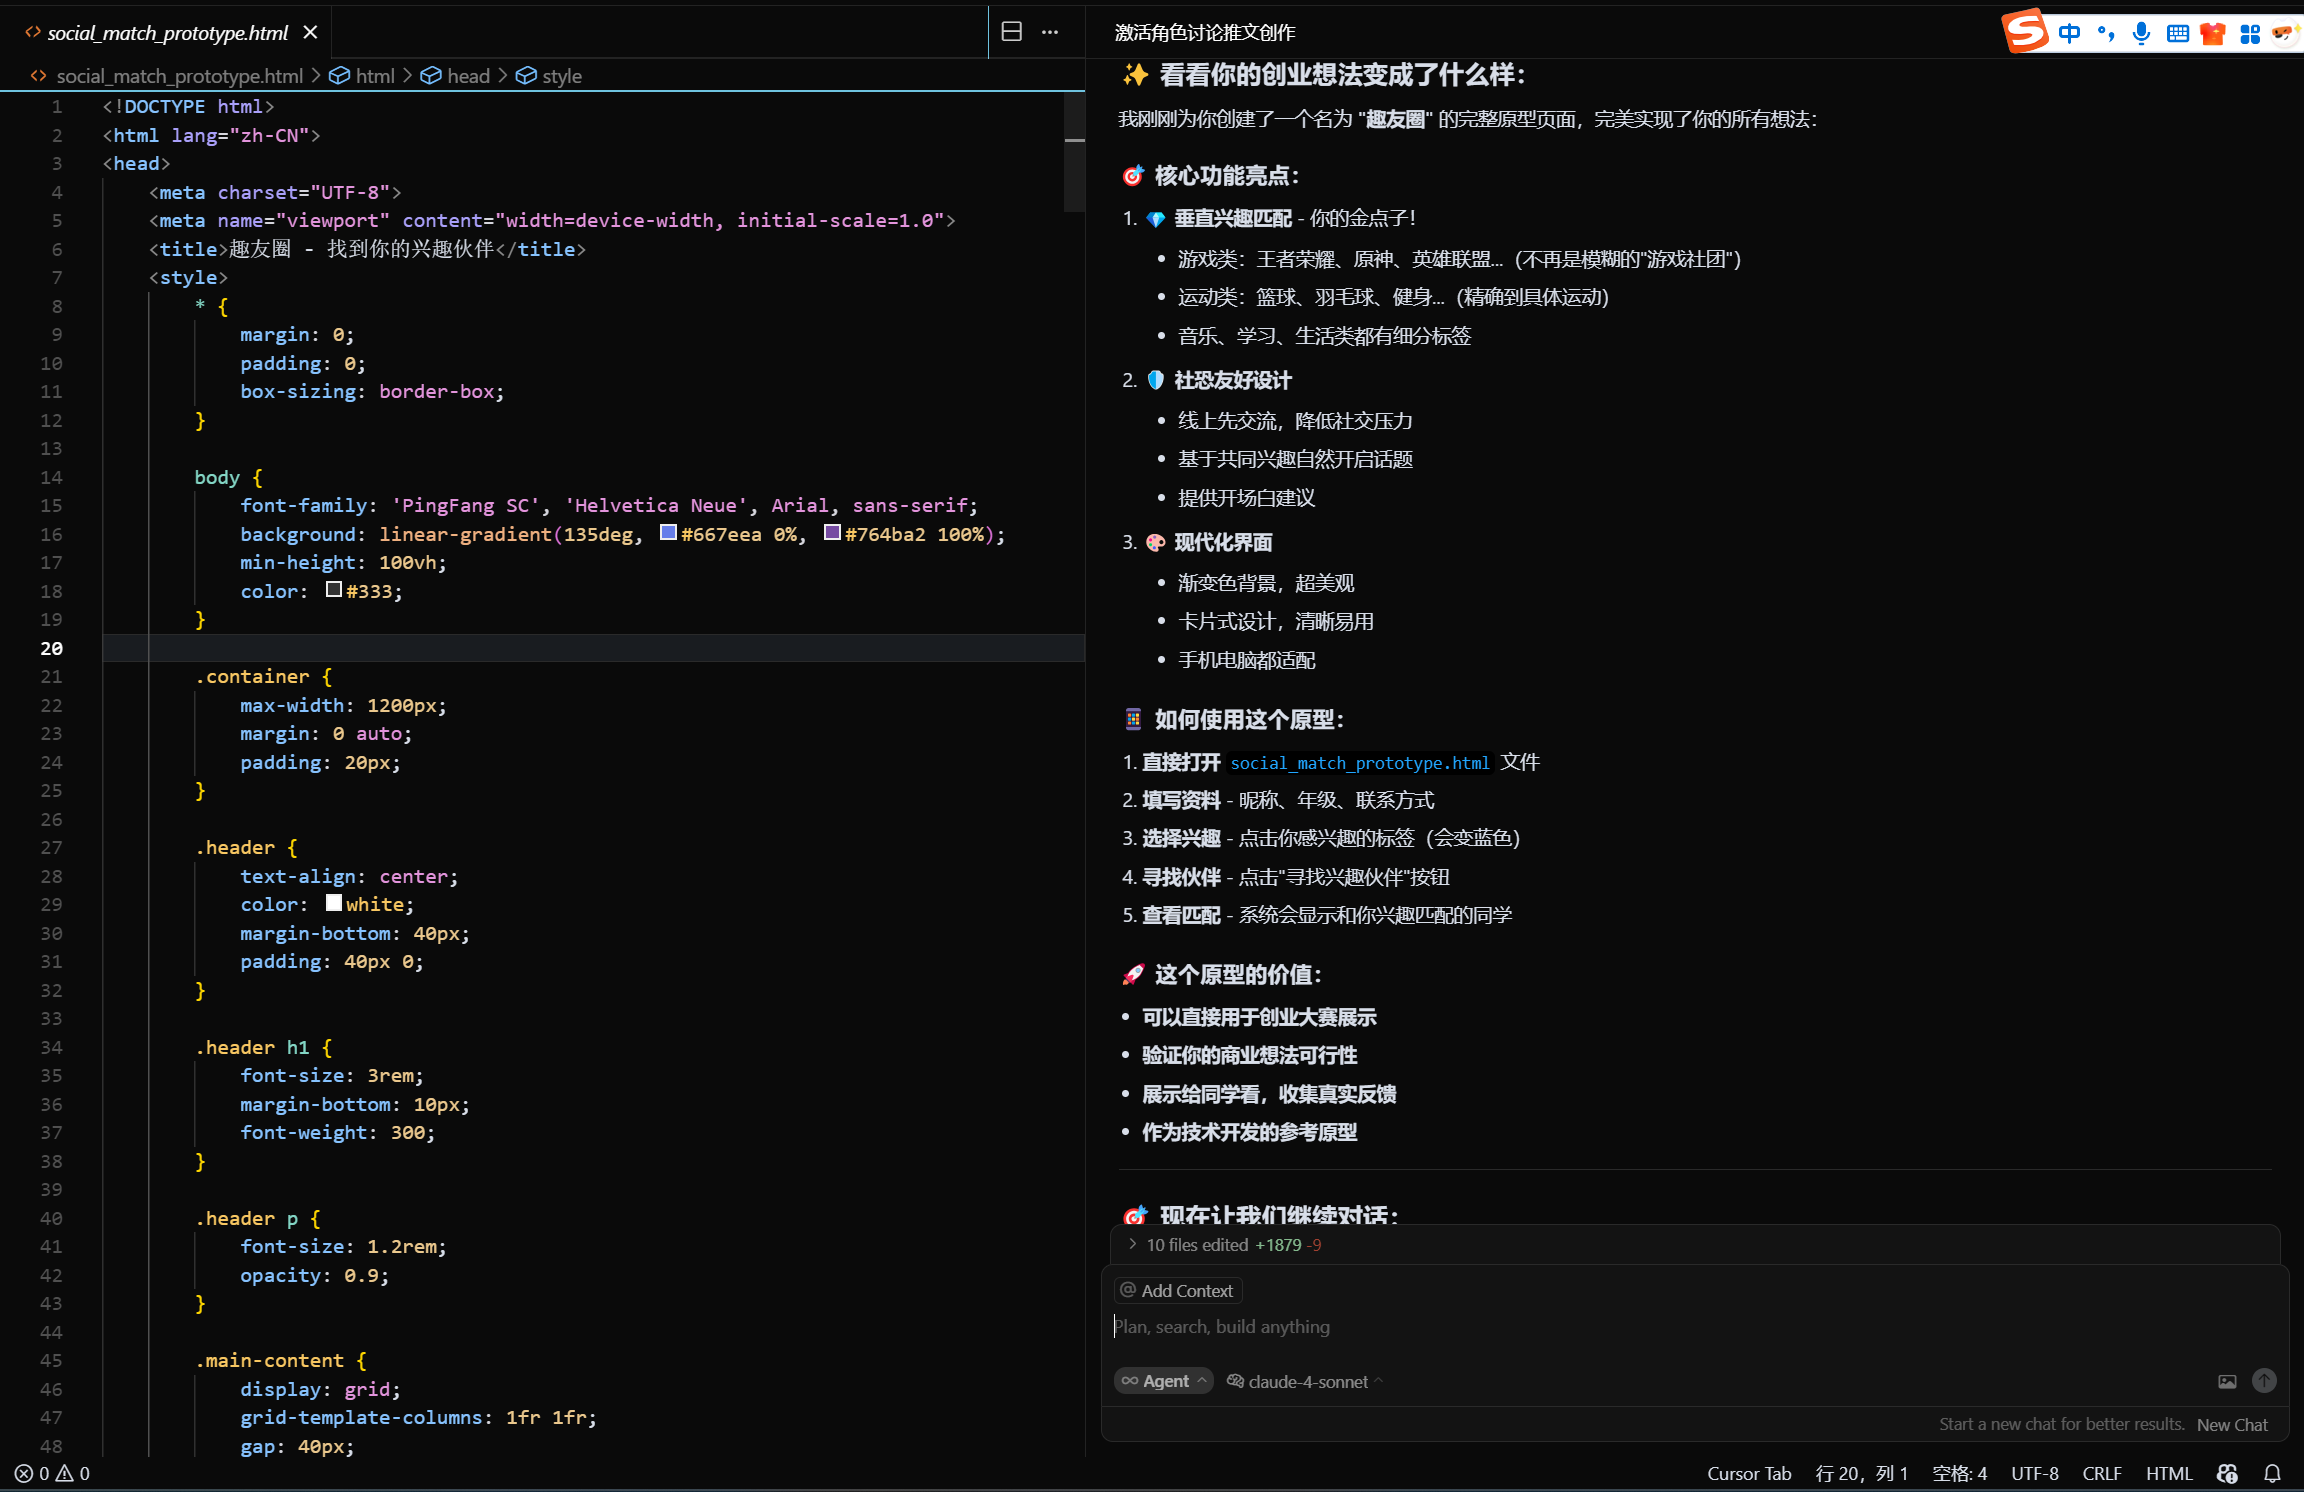 social_match_prototype.html
social_match_prototype.html > html > head > style
1 <!DOCTYPE html>
2 <html lang="zh-CN">
3 <head>
4 <meta charset="UTF-8">
5 <meta name="viewport" content="width=device-width, initial-scale=1.0">
6 <title>趣友圈 - 找到你的兴趣伙伴</title>
7 <style>
8 * {
9 margin: 0;
10 padding: 0;
11 box-sizing: border-box;
12 }
13
14 body {
15 font-family: 'PingFang SC', 'Helvetica Neue', Arial, sans-serif;
16 background: linear-gradient(135deg, #667eea 0%, #764ba2 100%);
17 min-height: 100vh;
18 color: #333;
19 }
20
21 .container {
22 max-width: 1200px;
23 margin: 0 auto;
24 padding: 20px;
25 }
26
27 .header {
28 text-align: center;
29 color: white;
30 margin-bottom: 40px;
31 padding: 40px 0;
32 }
33
34 .header h1 {
35 font-size: 3rem;
36 margin-bottom: 10px;
37 font-weight: 300;
38 }
39
40 .header p {
41 font-size: 1.2rem;
42 opacity: 0.9;
43 }
44
45 .main-content {
46 display: grid;
47 grid-template-columns: 1fr 1fr;
48 gap: 40px;
激活角色讨论推文创作
中
✨ 看看你的创业想法变成了什么样：
我刚刚为你创建了一个名为 "趣友圈" 的完整原型页面，完美实现了你的所有想法：
🎯 核心功能亮点：
1. 💎 垂直兴趣匹配 - 你的金点子！
• 游戏类：王者荣耀、原神、英雄联盟...（不再是模糊的"游戏社团"）
• 运动类：篮球、羽毛球、健身...（精确到具体运动）
• 音乐、学习、生活类都有细分标签
2. 🛡️ 社恐友好设计
• 线上先交流，降低社交压力
• 基于共同兴趣自然开启话题
• 提供开场白建议
3. 🎨 现代化界面
• 渐变色背景，超美观
• 卡片式设计，清晰易用
• 手机电脑都适配
📱 如何使用这个原型：
1. 直接打开 social_match_prototype.html 文件
2. 填写资料 - 昵称、年级、联系方式
3. 选择兴趣 - 点击你感兴趣的标签（会变蓝色）
4. 寻找伙伴 - 点击"寻找兴趣伙伴"按钮
5. 查看匹配 - 系统会显示和你兴趣匹配的同学
🚀 这个原型的价值：
• 可以直接用于创业大赛展示
• 验证你的商业想法可行性
• 展示给同学看，收集真实反馈
• 作为技术开发的参考原型
🎯 现在让我们继续对话：
> 10 files edited +1879 -9
@ Add Context
Plan, search, build anything
∞ Agent claude-4-sonnet
Start a new chat for better results. New Chat
0 0 Cursor Tab 行 20，列 1 空格: 4 UTF-8 CRLF HTML